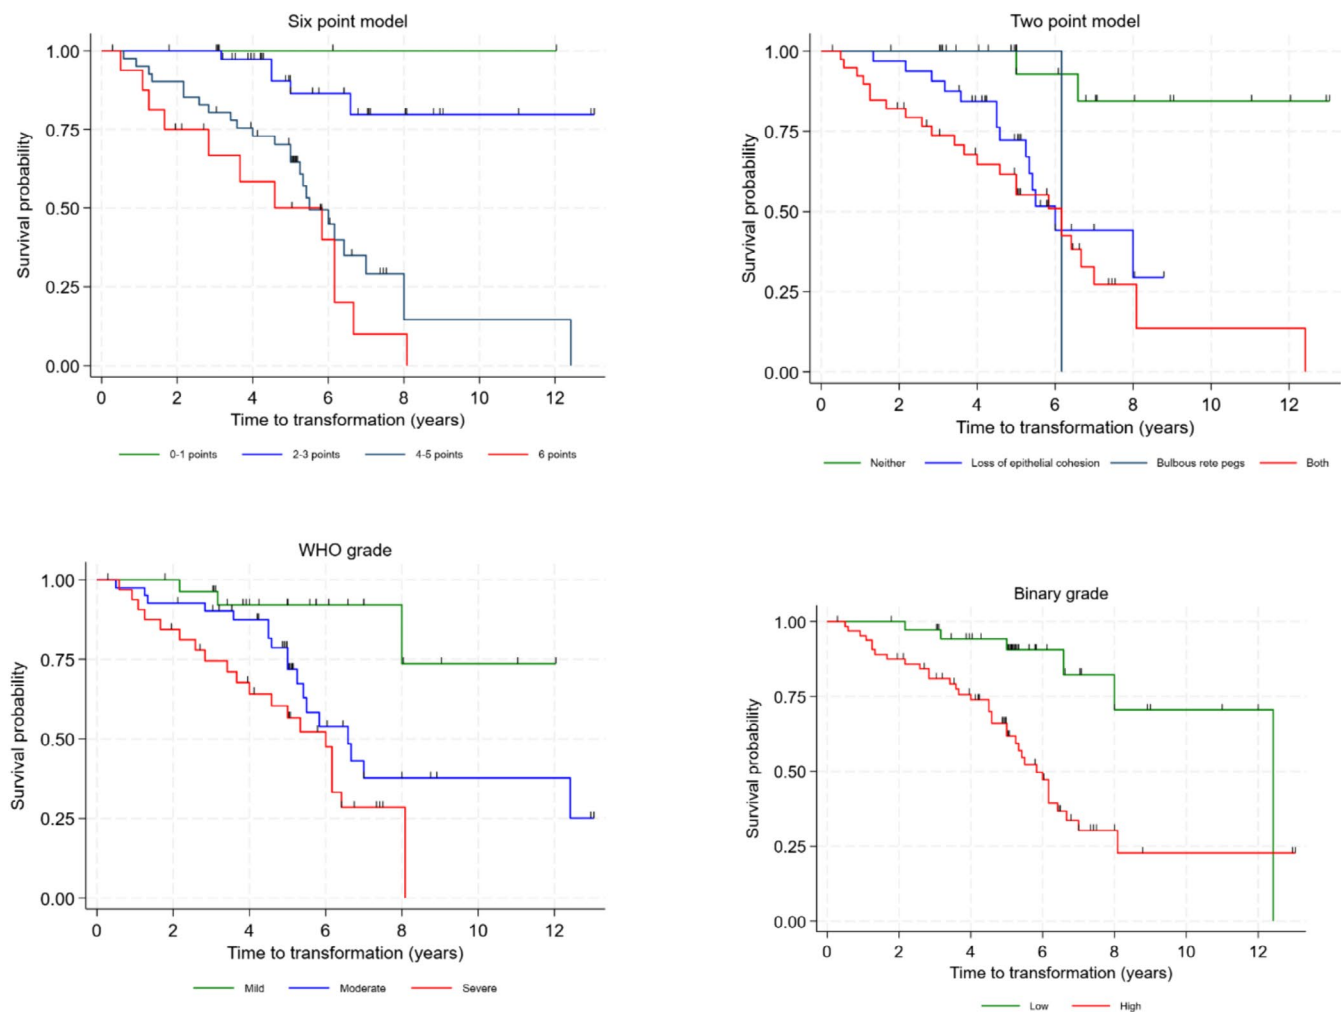 Six point model
Survival probability
1.00
0.75
0.50
0.25
0.00
0 2 4 6 8 10 12
Time to transformation (years)
0-1 points 2-3 points 4-5 points 6 points
Two point model
Survival probability
1.00
0.75
0.50
0.25
0.00
0 2 4 6 8 10 12
Time to transformation (years)
Neither Loss of epithelial cohesion Bulbous rete pegs Both
WHO grade
Survival probability
1.00
0.75
0.50
0.25
0.00
0 2 4 6 8 10 12
Time to transformation (years)
Mild Moderate Severe
Binary grade
Survival probability
1.00
0.75
0.50
0.25
0.00
0 2 4 6 8 10 12
Time to transformation (years)
Low High